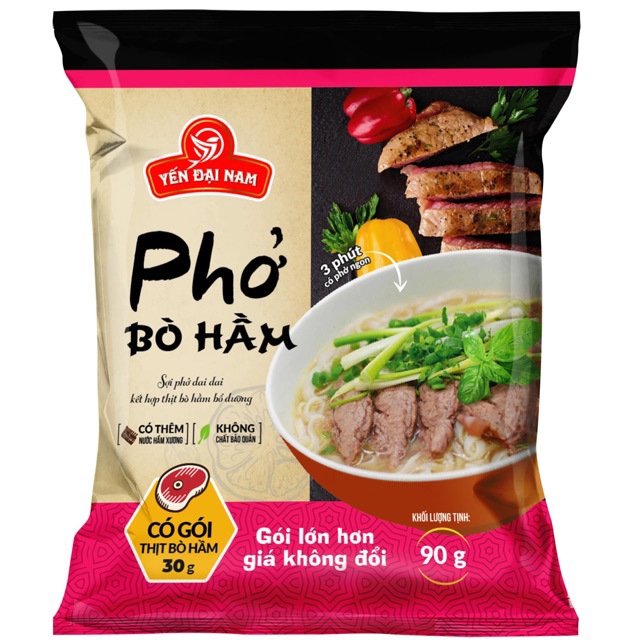 YẾN ĐẠI NAM
Phở
BÒ HẦM
Sợi phở dai dai
kết hợp thịt bò hầm bổ dưỡng
CÓ THÊM
NƯỚC HẦM XƯƠNG
KHÔNG
CHẤT BẢO QUẢN
3 phút
có phở ngon
CÓ GÓI
THỊT BÒ HẦM
30g
Gói lớn hơn
giá không đổi
KHỐI LƯỢNG TỊNH:
90 g